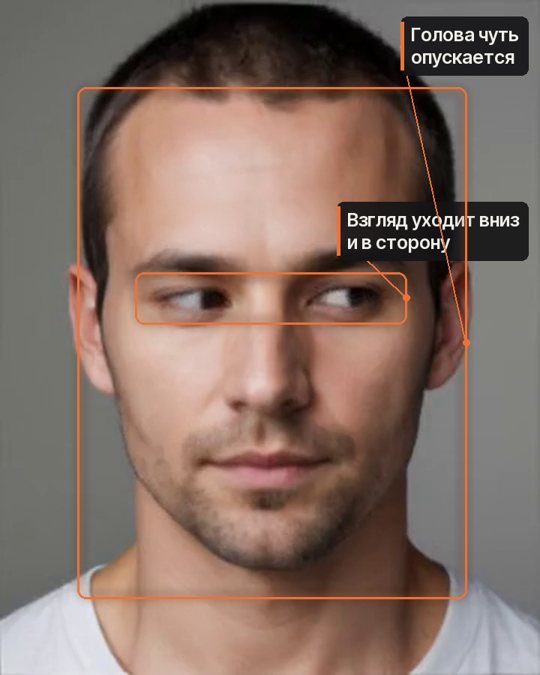 Голова чуть
опускается
Взгляд уходит вниз
и в сторону